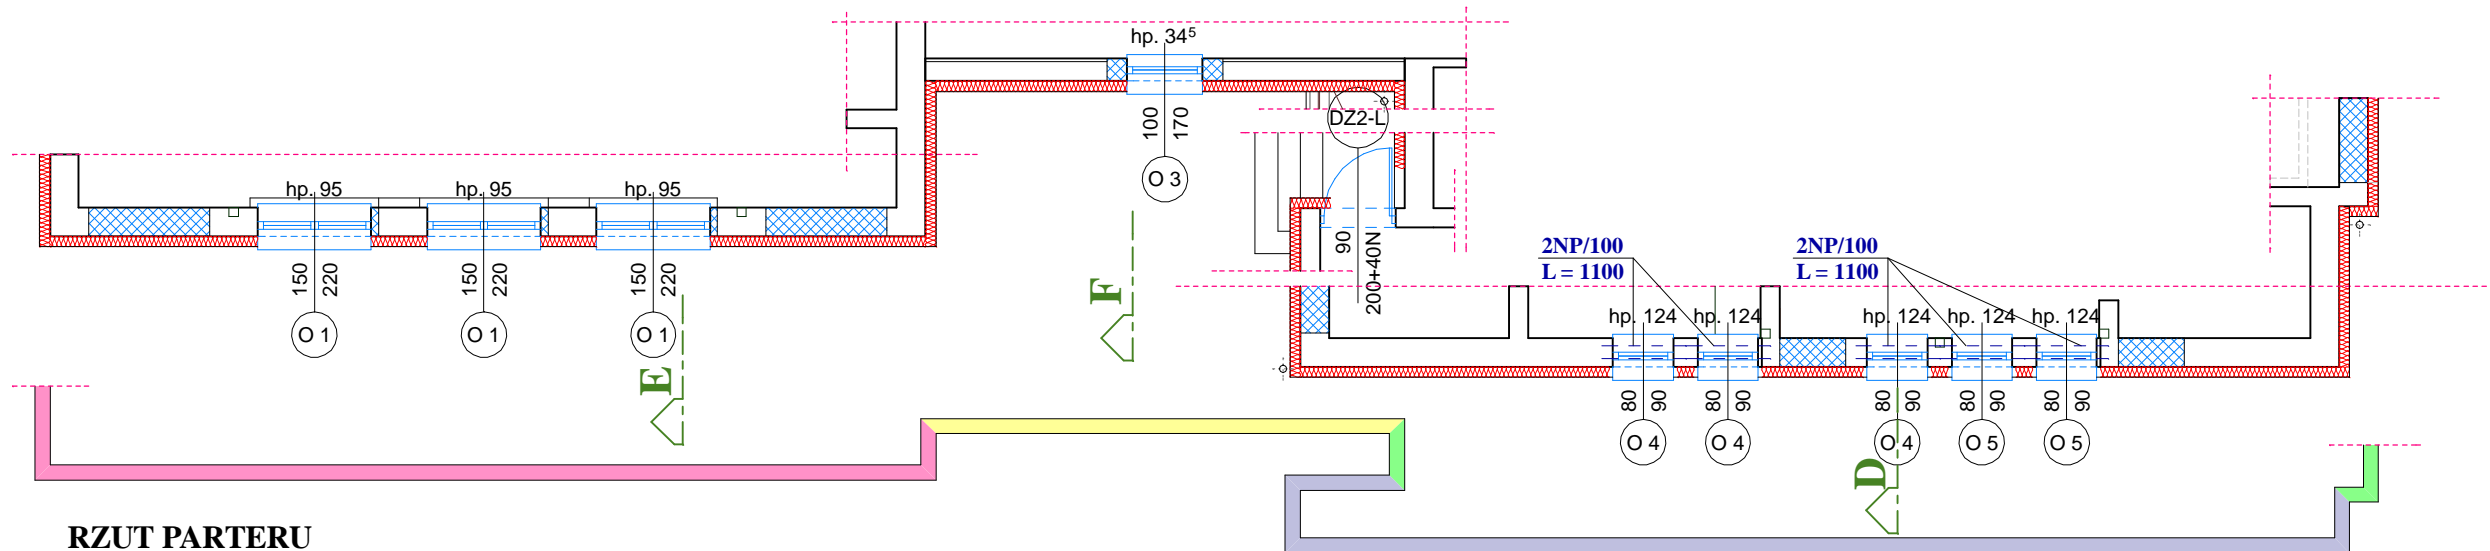 hp. 34⁵
100
170
O 3
DZ2-L
90
200+40N
hp. 95
hp. 95
hp. 95
150
220
150
220
150
220
O 1
O 1
O 1
F
E
2NP/100
L = 1100
2NP/100
L = 1100
hp. 124
hp. 124
hp. 124
hp. 124
hp. 124
80
90
80
90
80
90
80
90
80
90
O 4
O 4
O 4
O 5
O 5
D
RZUT PARTERU